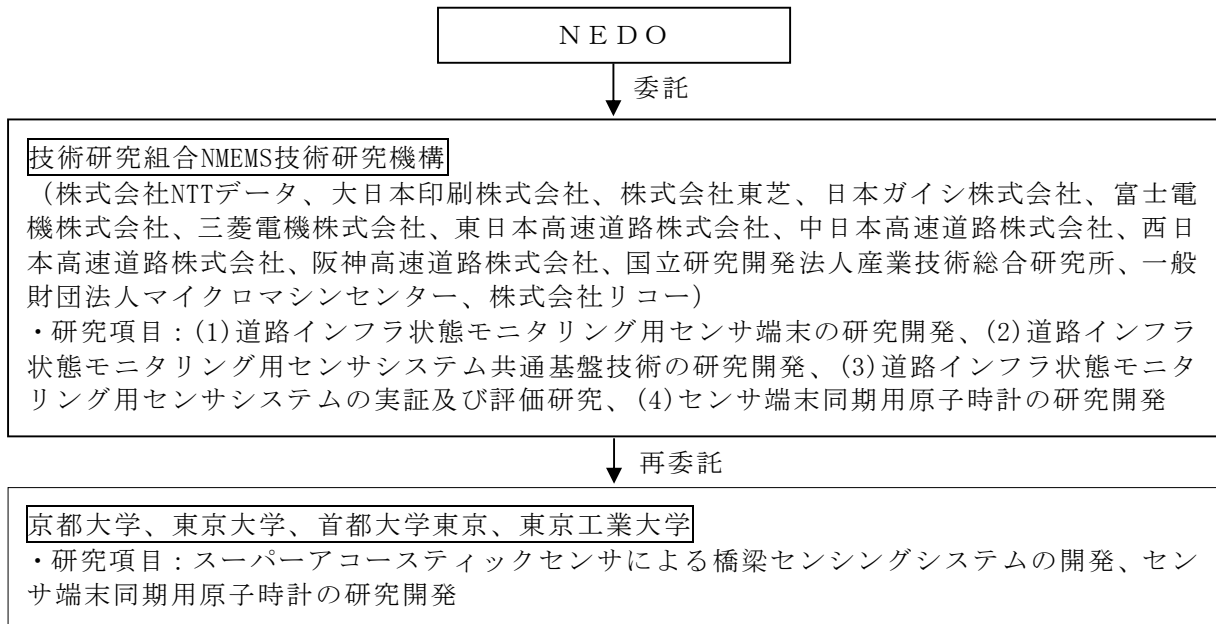 NEDO
委託
技術研究組合NMEMS技術研究機構
(株式会社NTTデータ、大日本印刷株式会社、株式会社東芝、日本ガイシ株式会社、富士電
機株式会社、三菱電機株式会社、東日本高速道路株式会社、中日本高速道路株式会社、西日
本高速道路株式会社、阪神高速道路株式会社、国立研究開発法人産業技術総合研究所、一般
財団法人マイクロマシンセンター、株式会社リコー)
・研究項目：(1)道路インフラ状態モニタリング用センサ端末の研究開発、(2)道路インフラ
状態モニタリング用センサシステム共通基盤技術の研究開発、(3)道路インフラ状態モニタ
リング用センサシステムの実証及び評価研究、(4)センサ端末同期用原子時計の研究開発
再委託
京都大学、東京大学、首都大学東京、東京工業大学
・研究項目：スーパーアコースティックセンサによる橋梁センシングシステムの開発、セン
サ端末同期用原子時計の研究開発